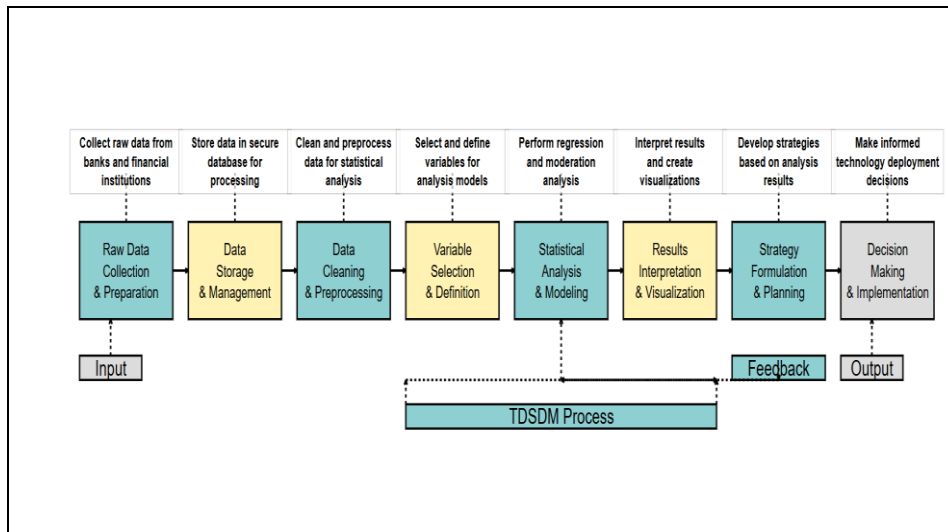 Collect raw data from
banks and financial
institutions
Store data in secure
database for
processing
Clean and preprocess
data for statistical
analysis
Select and define
variables for
analysis models
Perform regression
and moderation
analysis
Interpret results
and create
visualizations
Develop strategies
based on analysis
results
Make informed
technology deployment
decisions
Raw Data
Collection
& Preparation
Data
Storage
& Management
Data
Cleaning
& Preprocessing
Variable
Selection
& Definition
Statistical
Analysis
& Modeling
Results
Interpretation
& Visualization
Strategy
Formulation
& Planning
Decision
Making
& Implementation
Input
Feedback
Output
TDSDM Process